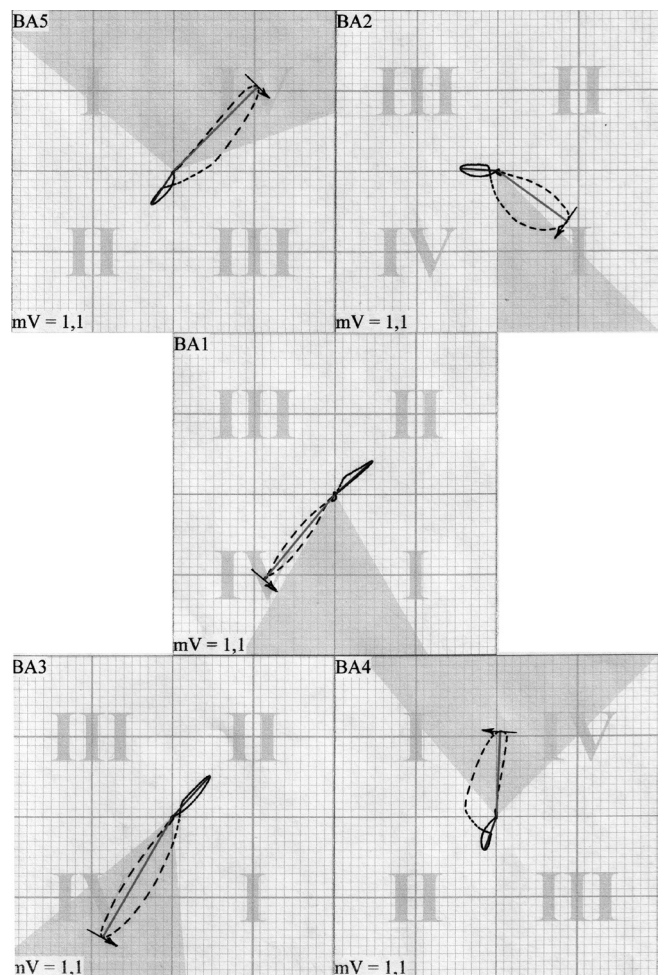 BA5 BA2
I IV III II
II III IV I
mV = 1,1 mV = 1,1
BA1
III II
IV I
mV = 1,1
BA3 BA4
III II I IV
IV I II III
mV = 1,1 mV = 1,1